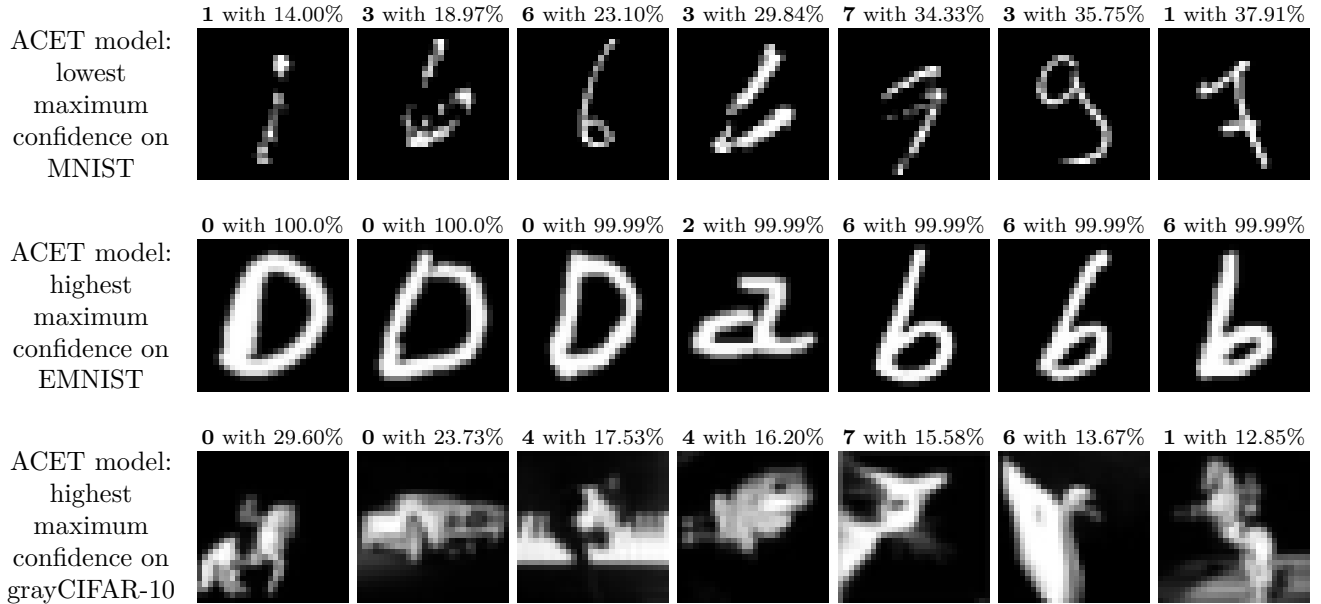 1 with 14.00% 3 with 18.97% 6 with 23.10% 3 with 29.84% 7 with 34.33% 3 with 35.75% 1 with 37.91%
ACET model:
lowest
maximum
confidence on
MNIST
0 with 100.0% 0 with 100.0% 0 with 99.99% 2 with 99.99% 6 with 99.99% 6 with 99.99% 6 with 99.99%
ACET model:
highest
maximum
confidence on
EMNIST
0 with 29.60% 0 with 23.73% 4 with 17.53% 4 with 16.20% 7 with 15.58% 6 with 13.67% 1 with 12.85%
ACET model:
highest
maximum
confidence on
grayCIFAR-10